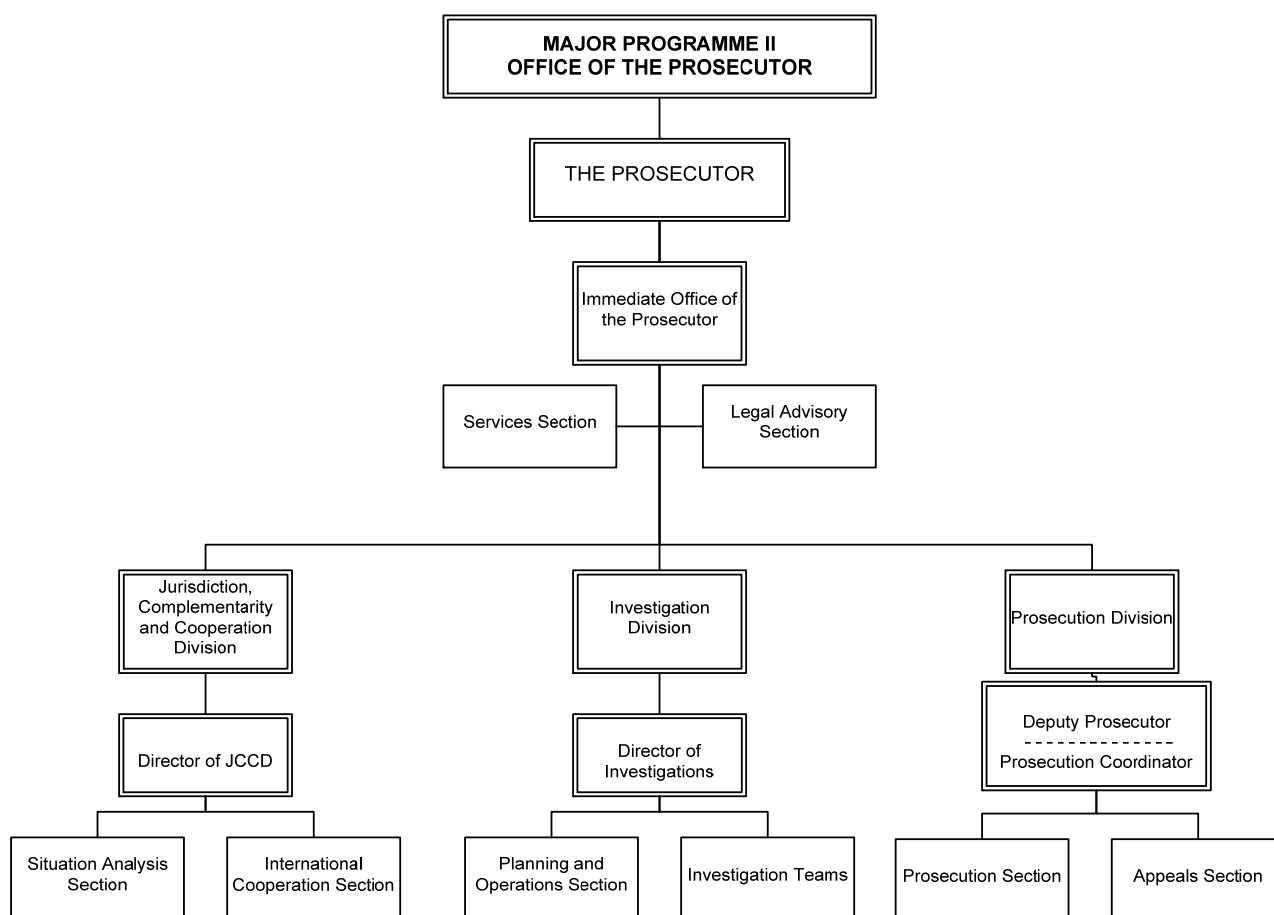 MAJOR PROGRAMME II
OFFICE OF THE PROSECUTOR
THE PROSECUTOR
Immediate Office of
the Prosecutor
Services Section
Legal Advisory
Section
Jurisdiction,
Complementarity
and Cooperation
Division
Investigation
Division
Prosecution Division
Director of JCCD
Director of
Investigations
Deputy Prosecutor
Prosecution Coordinator
Situation Analysis
Section
International
Cooperation Section
Planning and
Operations Section
Investigation Teams
Prosecution Section
Appeals Section